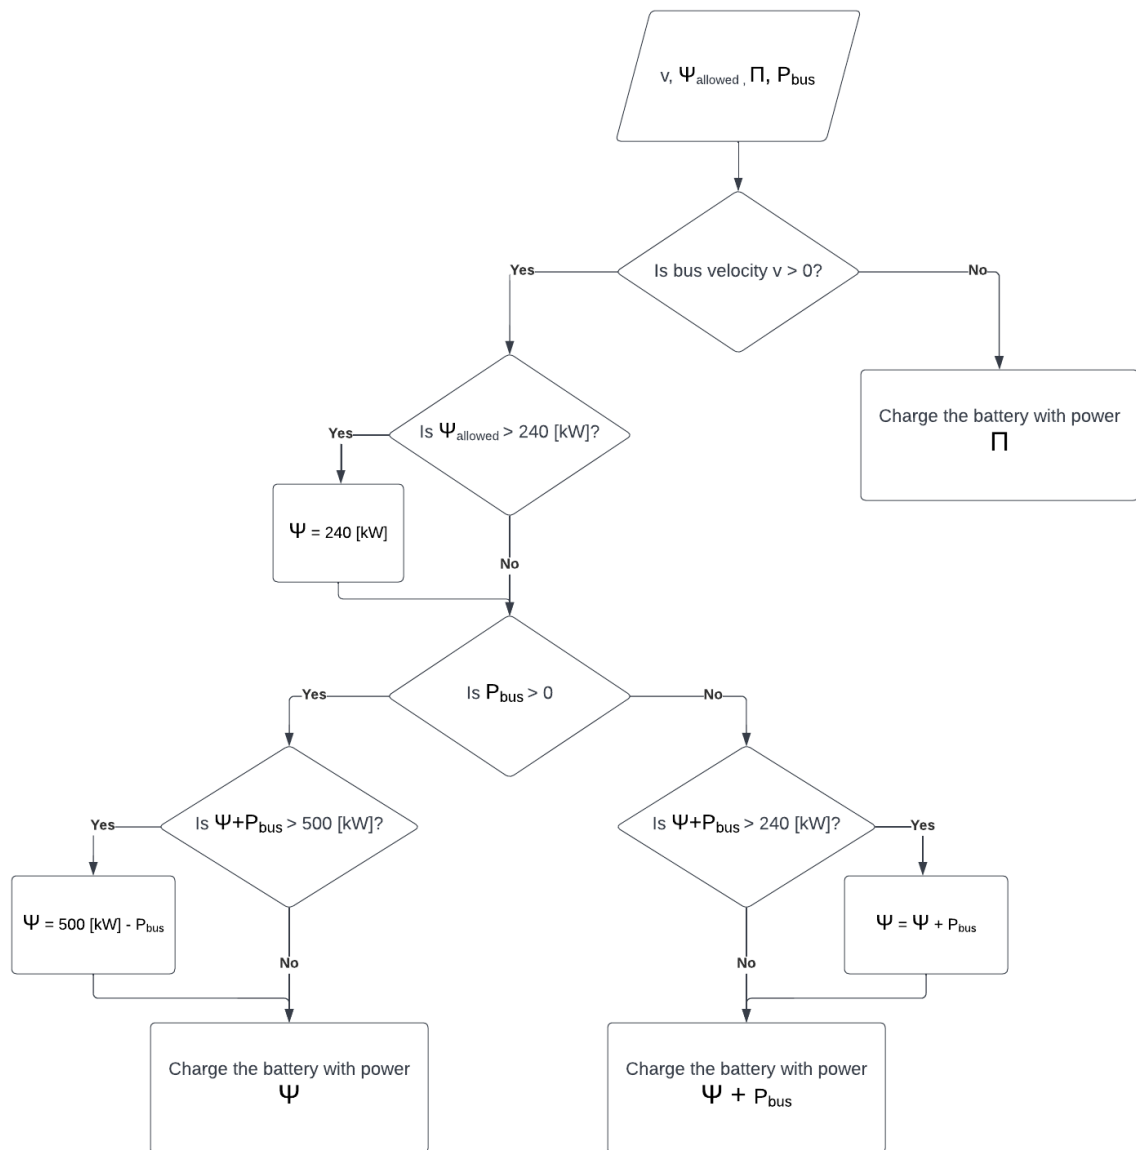 v, Ψallowed , Π, Pbus
Is bus velocity v > 0?
Yes
No
Is Ψallowed > 240 [kW]?
Charge the battery with power
Π
Yes
Ψ = 240 [kW]
No
Is Pbus > 0
Yes
No
Is Ψ+Pbus > 500 [kW]?
Is Ψ+Pbus > 240 [kW]?
Yes
Yes
Ψ = 500 [kW] - Pbus
Ψ = Ψ + Pbus
No
No
Charge the battery with power
Ψ
Charge the battery with power
Ψ + Pbus